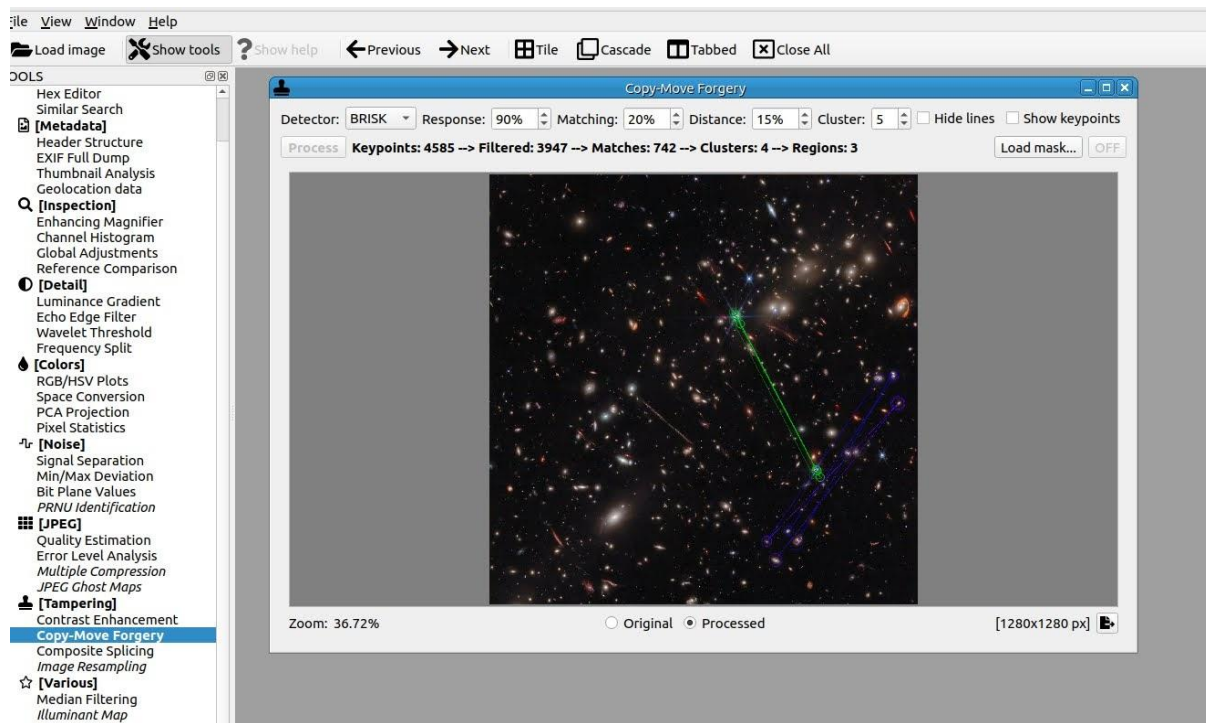 File View Window Help
Load image Show tools Show help Previous Next Tile Cascade Tabbed Close All
OOLS
Hex Editor
Similar Search
[Metadata]
Header Structure
EXIF Full Dump
Thumbnail Analysis
Geolocation data
[Inspection]
Enhancing Magnifier
Channel Histogram
Global Adjustments
Reference Comparison
[Detail]
Luminance Gradient
Echo Edge Filter
Wavelet Threshold
Frequency Split
[Colors]
RGB/HSV Plots
Space Conversion
PCA Projection
Pixel Statistics
[Noise]
Signal Separation
Min/Max Deviation
Bit Plane Values
PRNU Identification
[JPEG]
Quality Estimation
Error Level Analysis
Multiple Compression
JPEG Ghost Maps
[Tampering]
Contrast Enhancement
Copy-Move Forgery
Composite Splicing
Image Resampling
[Various]
Median Filtering
Illuminant Map
Copy-Move Forgery
Detector: BRISK Response: 90% Matching: 20% Distance: 15% Cluster: 5 Hide lines Show keypoints
Process Keypoints: 4585 --> Filtered: 3947 --> Matches: 742 --> Clusters: 4 --> Regions: 3 Load mask... OFF
Zoom: 36.72% Original Processed [1280x1280 px]